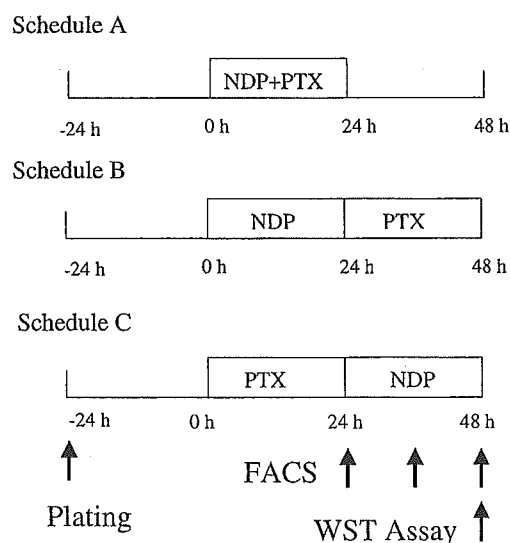 Schedule A
NDP+PTX
-24 h 0 h 24 h 48 h
Schedule B
NDP PTX
-24 h 0 h 24 h 48 h
Schedule C
PTX NDP
-24 h 0 h 24 h 48 h
FACS
Plating
WST Assay